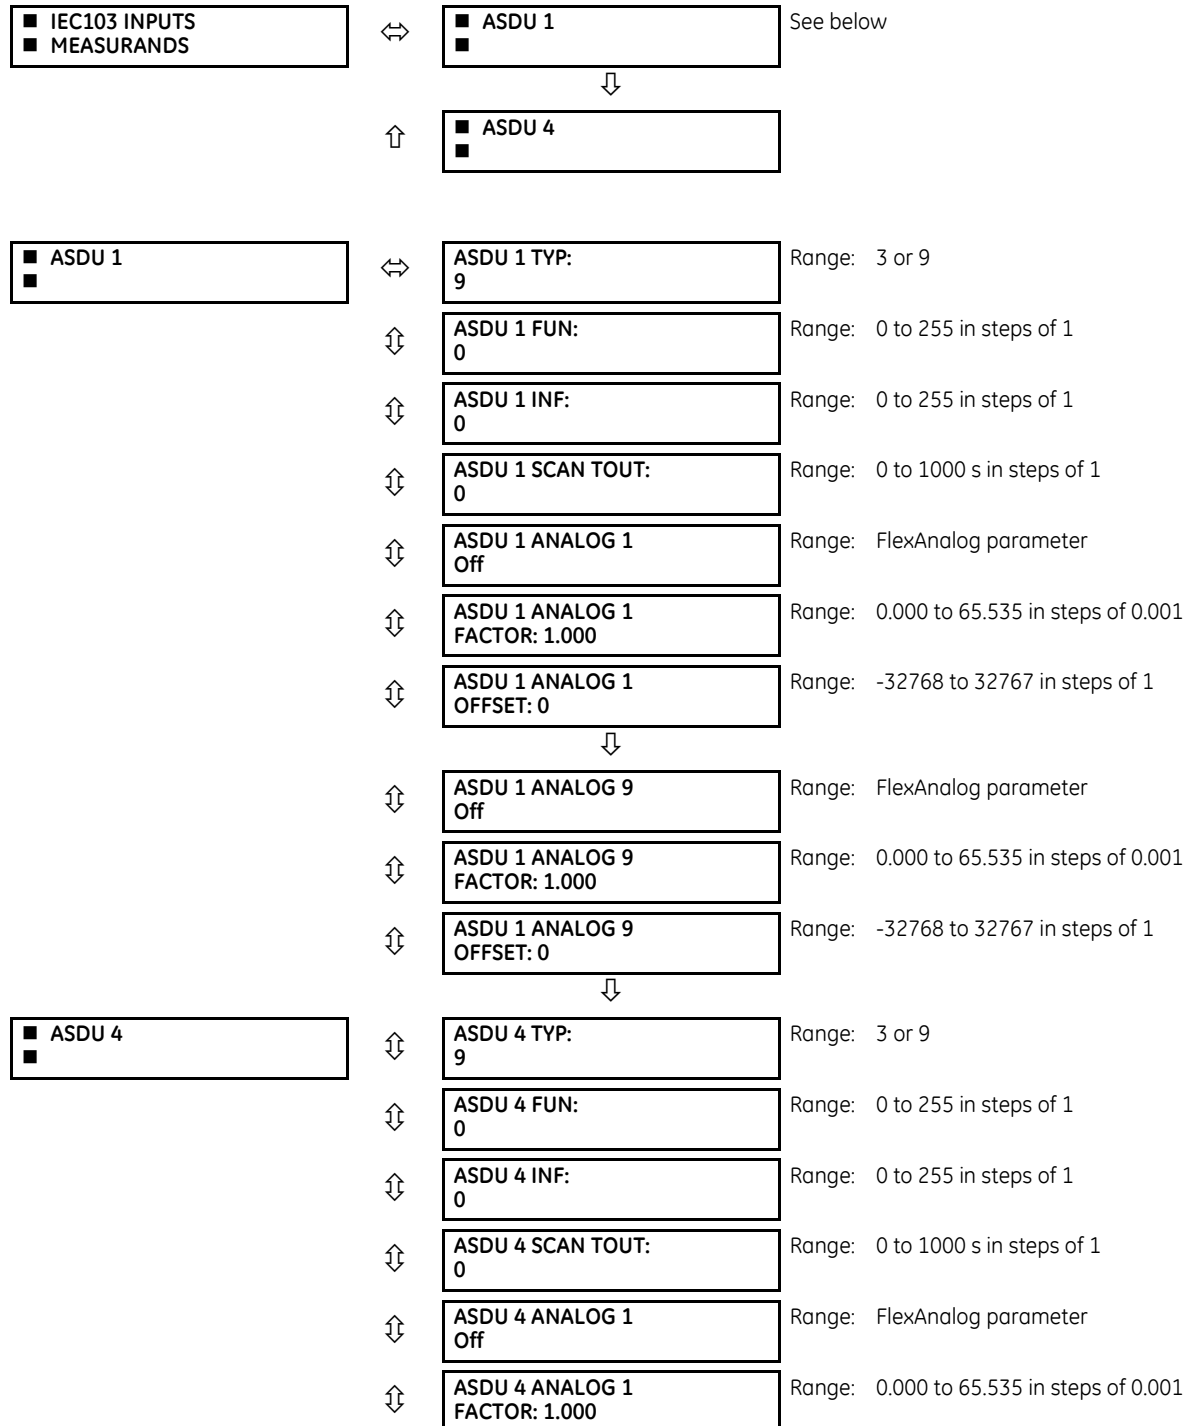 ■ IEC103 INPUTS
■ MEASURANDS
■ ASDU 1
■
See below
■ ASDU 4
■
■ ASDU 1
■
ASDU 1 TYP:
9
Range: 3 or 9
ASDU 1 FUN:
0
Range: 0 to 255 in steps of 1
ASDU 1 INF:
0
Range: 0 to 255 in steps of 1
ASDU 1 SCAN TOUT:
0
Range: 0 to 1000 s in steps of 1
ASDU 1 ANALOG 1
Off
Range: FlexAnalog parameter
ASDU 1 ANALOG 1
FACTOR: 1.000
Range: 0.000 to 65.535 in steps of 0.001
ASDU 1 ANALOG 1
OFFSET: 0
Range: -32768 to 32767 in steps of 1
ASDU 1 ANALOG 9
Off
Range: FlexAnalog parameter
ASDU 1 ANALOG 9
FACTOR: 1.000
Range: 0.000 to 65.535 in steps of 0.001
ASDU 1 ANALOG 9
OFFSET: 0
Range: -32768 to 32767 in steps of 1
■ ASDU 4
■
ASDU 4 TYP:
9
Range: 3 or 9
ASDU 4 FUN:
0
Range: 0 to 255 in steps of 1
ASDU 4 INF:
0
Range: 0 to 255 in steps of 1
ASDU 4 SCAN TOUT:
0
Range: 0 to 1000 s in steps of 1
ASDU 4 ANALOG 1
Off
Range: FlexAnalog parameter
ASDU 4 ANALOG 1
FACTOR: 1.000
Range: 0.000 to 65.535 in steps of 0.001